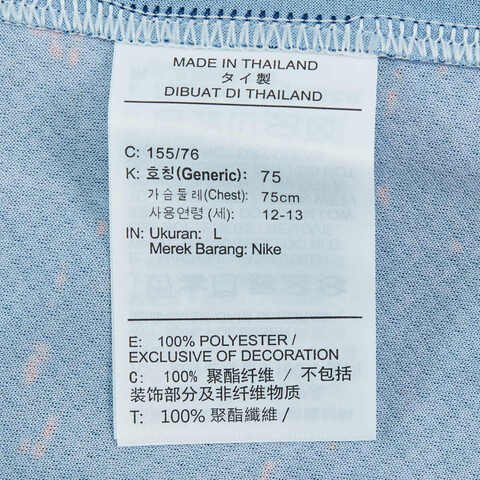 MADE IN THAILAND
タイ製
DIBUAT DI THAILAND
C: 155/76
K: 호칭(Generic): 75
가슴둘레(Chest): 75cm
사용연령 (세): 12-13
IN: Ukuran: L
Merek Barang: Nike
E: 100% POLYESTER /
EXCLUSIVE OF DECORATION
C: 100% 聚酯纤维 / 不包括
装饰部分及非纤维物质
T: 100% 聚酯纖維 /